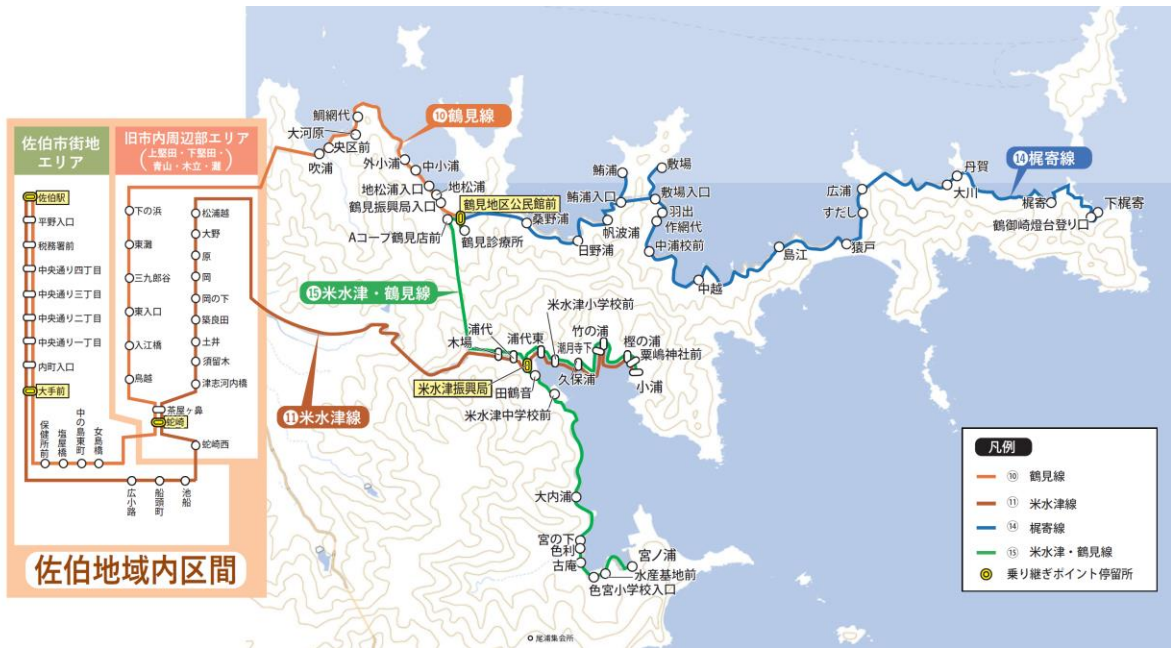 佐伯市街地
エリア
旧市内周辺部エリア
(上堅田・下堅田・
青山・木立・灘)
佐伯駅
平野入口
税務署前
中央通り四丁目
中央通り三丁目
中央通り二丁目
中央通り一丁目
内町入口
大手前
保健所前
塩屋橋
中の島東町
女島橋
下の浜
東灘
三九郎谷
東入口
入江橋
鳥越
茶屋ヶ鼻
蛇崎
松浦越
大野
原
岡
岡の下
築良田
土井
須留木
津志河内橋
蛇崎西
広小路
船頭町
池船
佐伯地域内区間
⑩鶴見線
鯛網代
大河原
央区前
吹浦
外小浦
中小浦
地松浦入口
地松浦
鶴見振興局入口
鶴見地区公民館前
Aコープ鶴見店前
鶴見診療所
桑野浦
日野浦
帆波浦
鮪浦
鮪浦入口
敷場
敷場入口
羽出
作網代
中浦校前
中越
島江
猿戸
すだし
広浦
大川
丹賀
⑭梶寄線
梶寄
下梶寄
鶴御崎燈台登り口
⑮米水津・鶴見線
⑪米水津線
木場
浦代
浦代東
米水津小学校前
竹の浦
潮月寺下
樫の浦
粟嶋神社前
小浦
久保浦
米水津振興局
田鶴音
米水津中学校前
大内浦
宮の下
色利
古庵
宮ノ浦
水産基地前
色宮小学校入口
尾浦集会所
凡例
⑩ 鶴見線
⑪ 米水津線
⑭ 梶寄線
⑮ 米水津・鶴見線
乗り継ぎポイント停留所